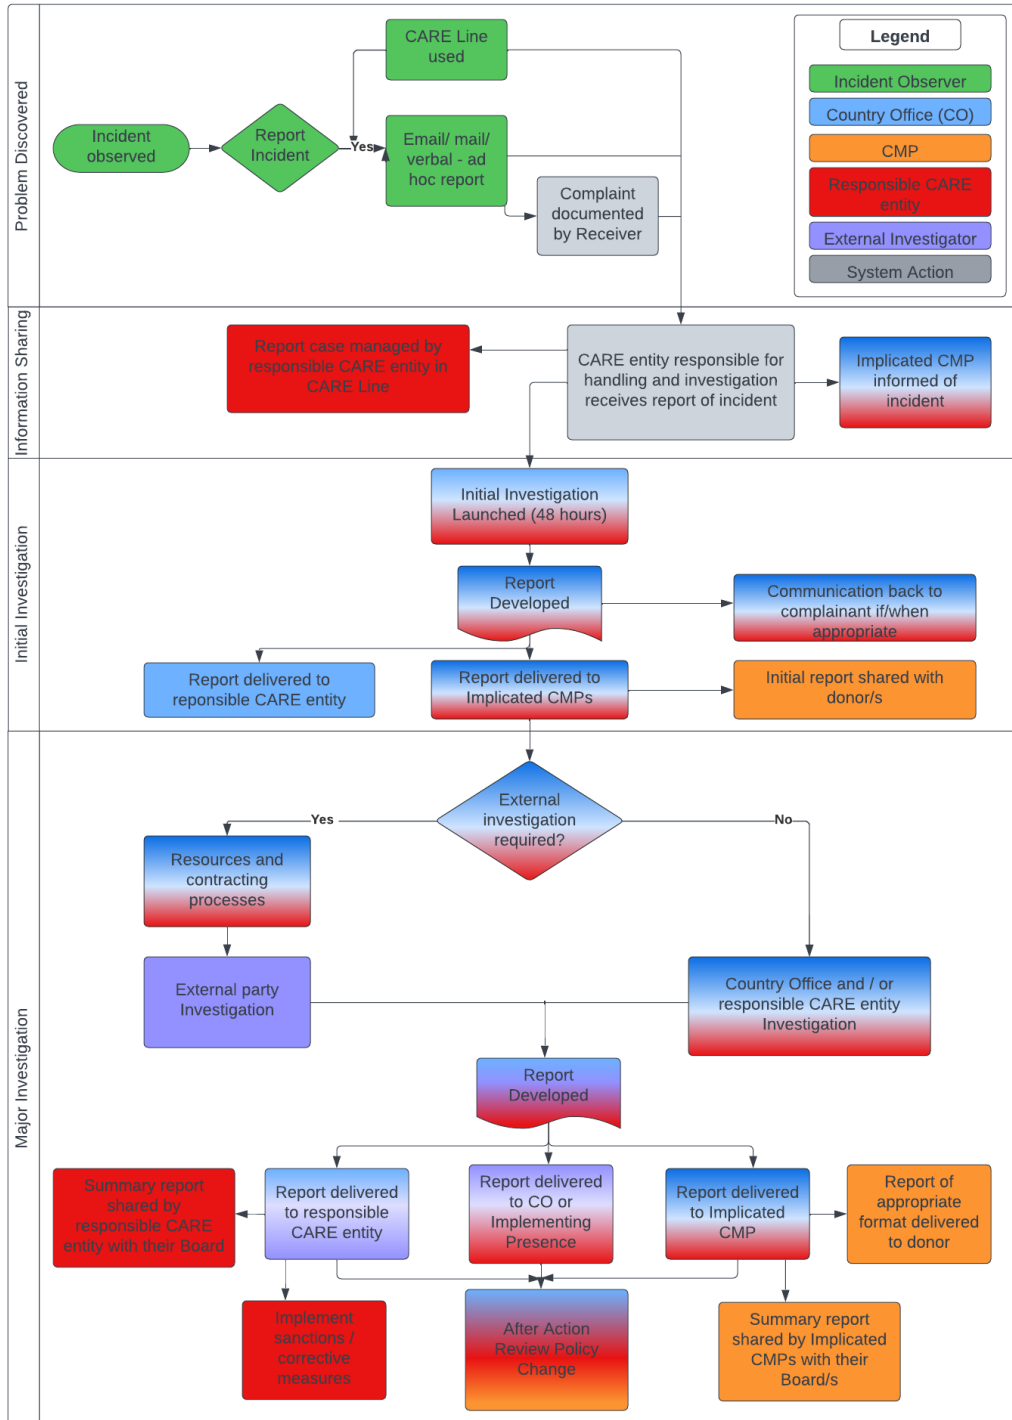 Problem Discovered
CARE Line
used
Incident
observed
Report
Incident
Yes
Email/ mail/
verbal - ad
hoc report
Complaint
documented
by Receiver
Legend
Incident Observer
Country Office (CO)
CMP
Responsible CARE
entity
External Investigator
System Action
Information Sharing
Report case managed by
responsible CARE entity in
CARE Line
CARE entity responsible for
handling and investigation
receives report of incident
Implicated CMP
informed of
incident
Initial Investigation
Initial Investigation
Launched (48 hours)
Report
Developed
Communication back to
complainant if/when
appropriate
Report delivered to
reponsible CARE entity
Report delivered to
Implicated CMPs
Initial report shared with
donor/s
Major Investigation
External
investigation
required?
Yes
No
Resources and
contracting
processes
External party
Investigation
Country Office and / or
responsible CARE entity
Investigation
Report
Developed
Summary report
shared by
responsible CARE
entity with their Board
Report delivered
to responsible
CARE entity
Report delivered
to CO or
Implementing
Presence
Report delivered
to Implicated
CMP
Report of
appropriate
format delivered
to donor
Implement
sanctions /
corrective
measures
After Action
Review Policy
Change
Summary report
shared by Implicated
CMPs with their
Board/s